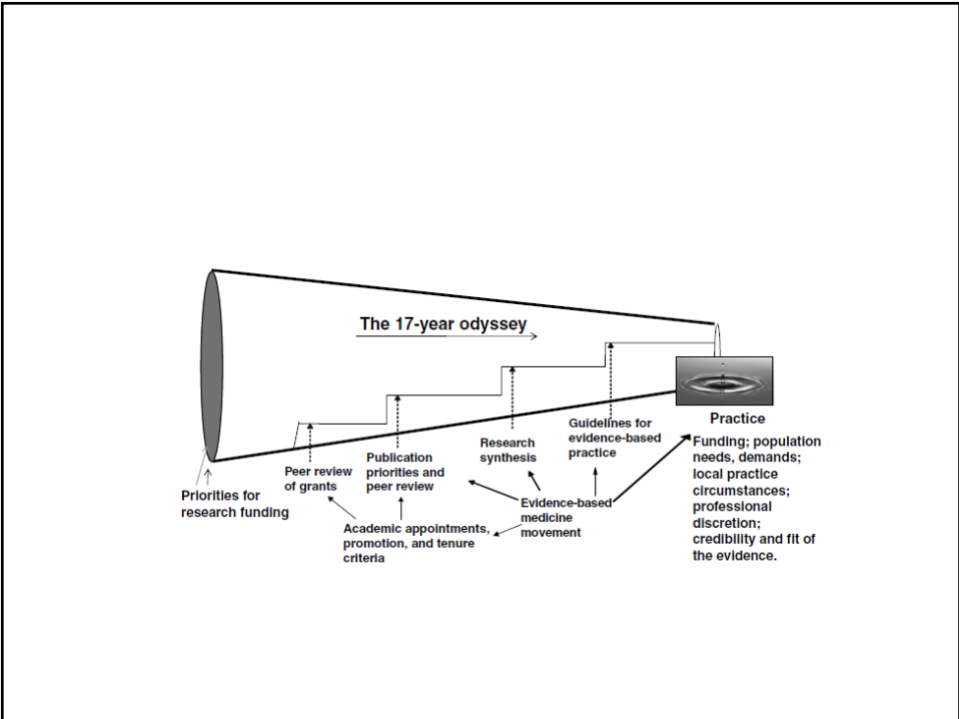 The 17-year odyssey
Priorities for
research funding
Peer review
of grants
Publication
priorities and
peer review
Research
synthesis
Guidelines for
evidence-based
practice
Academic appointments,
promotion, and tenure
criteria
Evidence-based
medicine
movement
Practice
Funding; population
needs, demands;
local practice
circumstances;
professional
discretion;
credibility and fit of
the evidence.